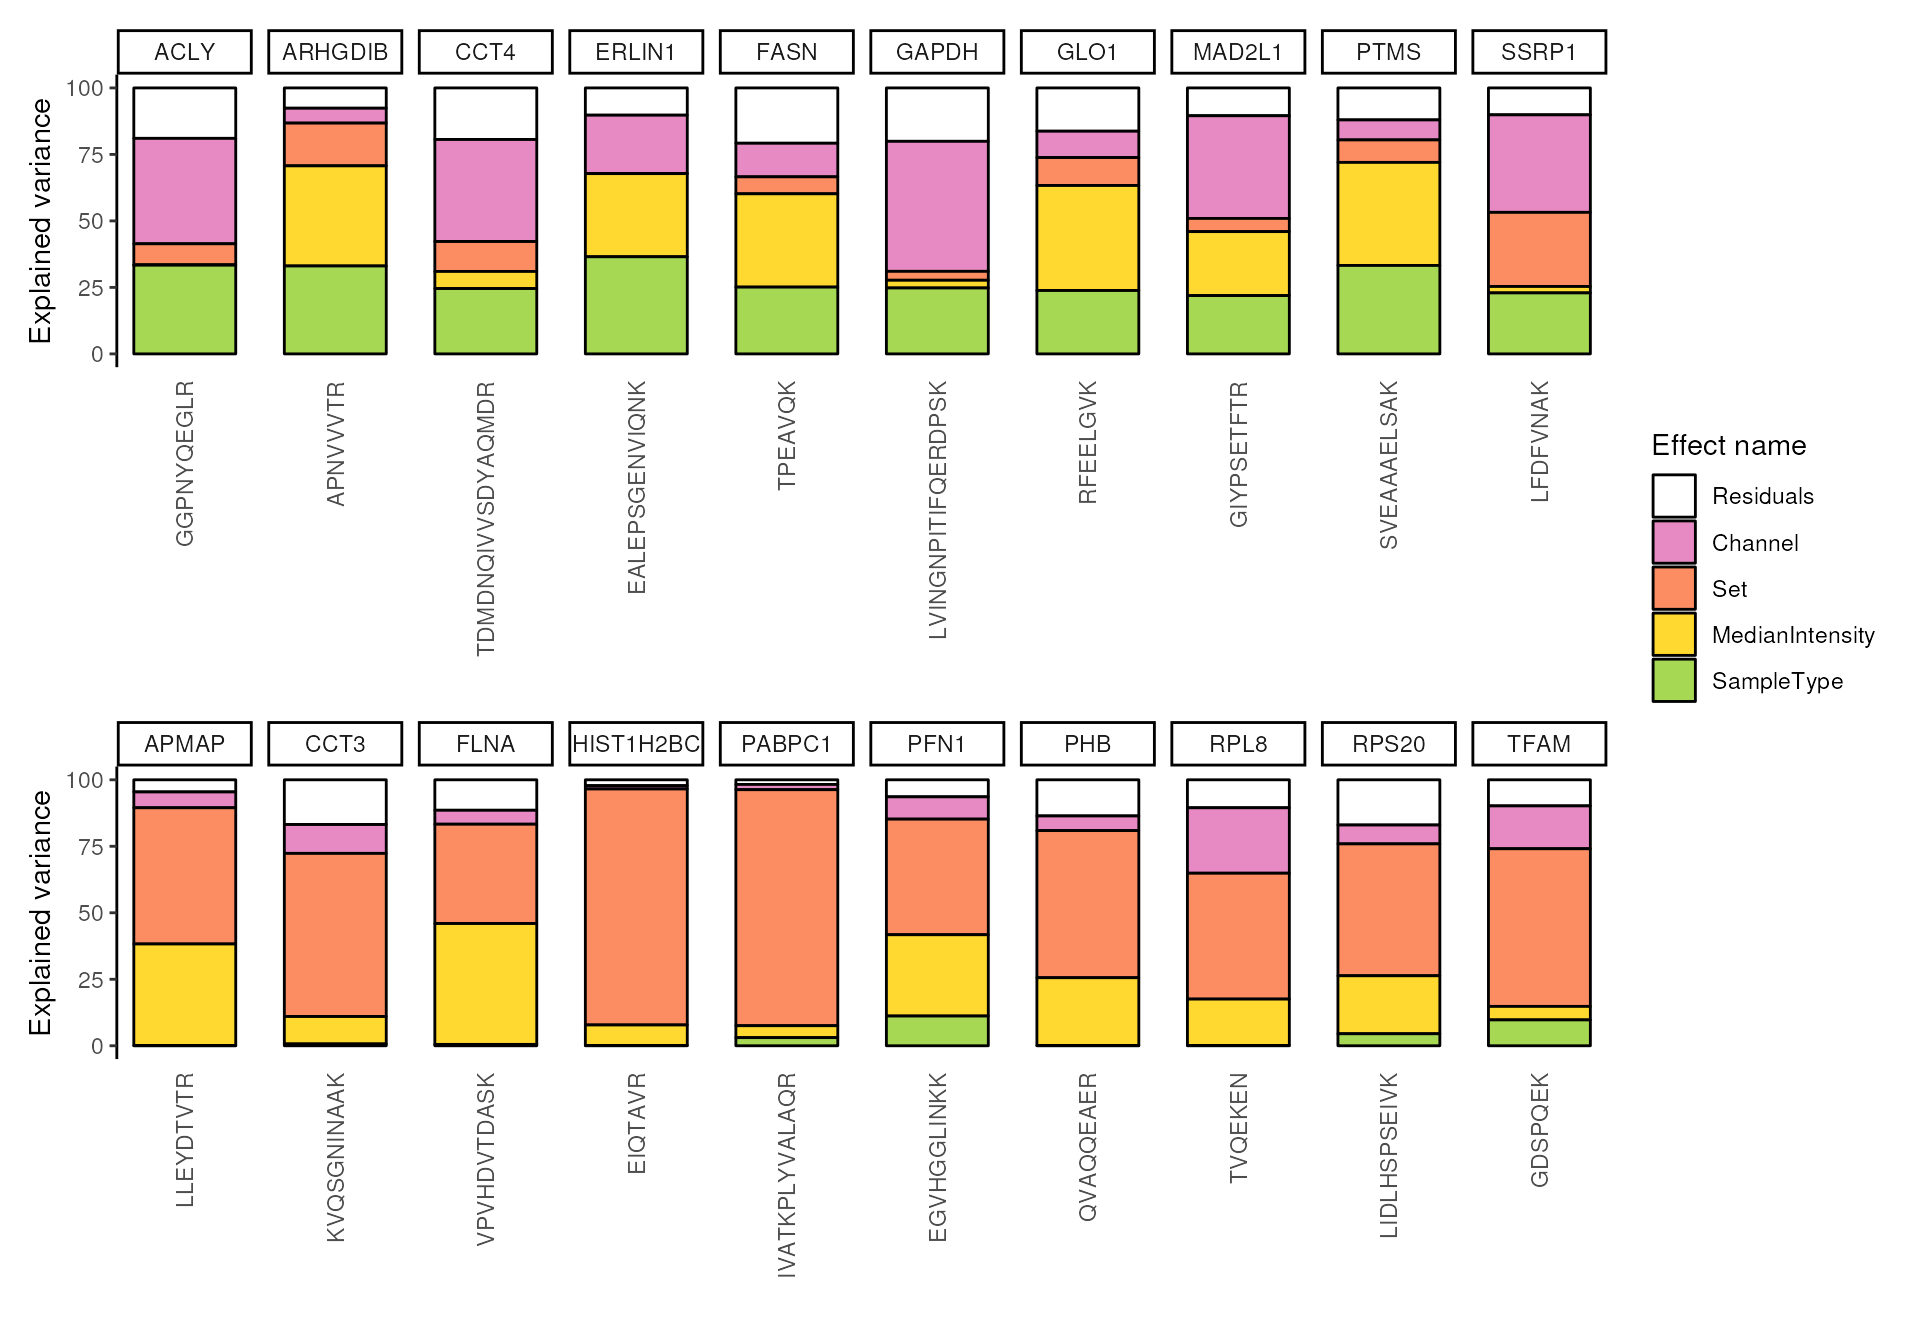 ACLY ARHGDIB CCT4 ERLIN1 FASN GAPDH GLO1 MAD2L1 PTMS SSRP1
Explained variance
100
75
50
25
0
GGPNYQEGLR
APNVVVTR
TDMDNQIVVSDYAQMDR
EALEPSGENVIQNK
TPEAVQK
LVINGNPITIFQERDPSK
RFEELGVK
GIYPSETFTR
SVEAAAELSAK
LFDFVNAK
Effect name
Residuals
Channel
Set
MedianIntensity
SampleType
APMAP CCT3 FLNA HIST1H2BC PABPC1 PFN1 PHB RPL8 RPS20 TFAM
Explained variance
100
75
50
25
0
LLEYDTVTR
KVQSGNINAAK
VPVHDVTDASK
EIQTAVR
IVATKPLYVALAQR
EGVHGGLINKK
QVAQQEAER
TVQEKEN
LIDLHSPSEIVK
GDSPQEK